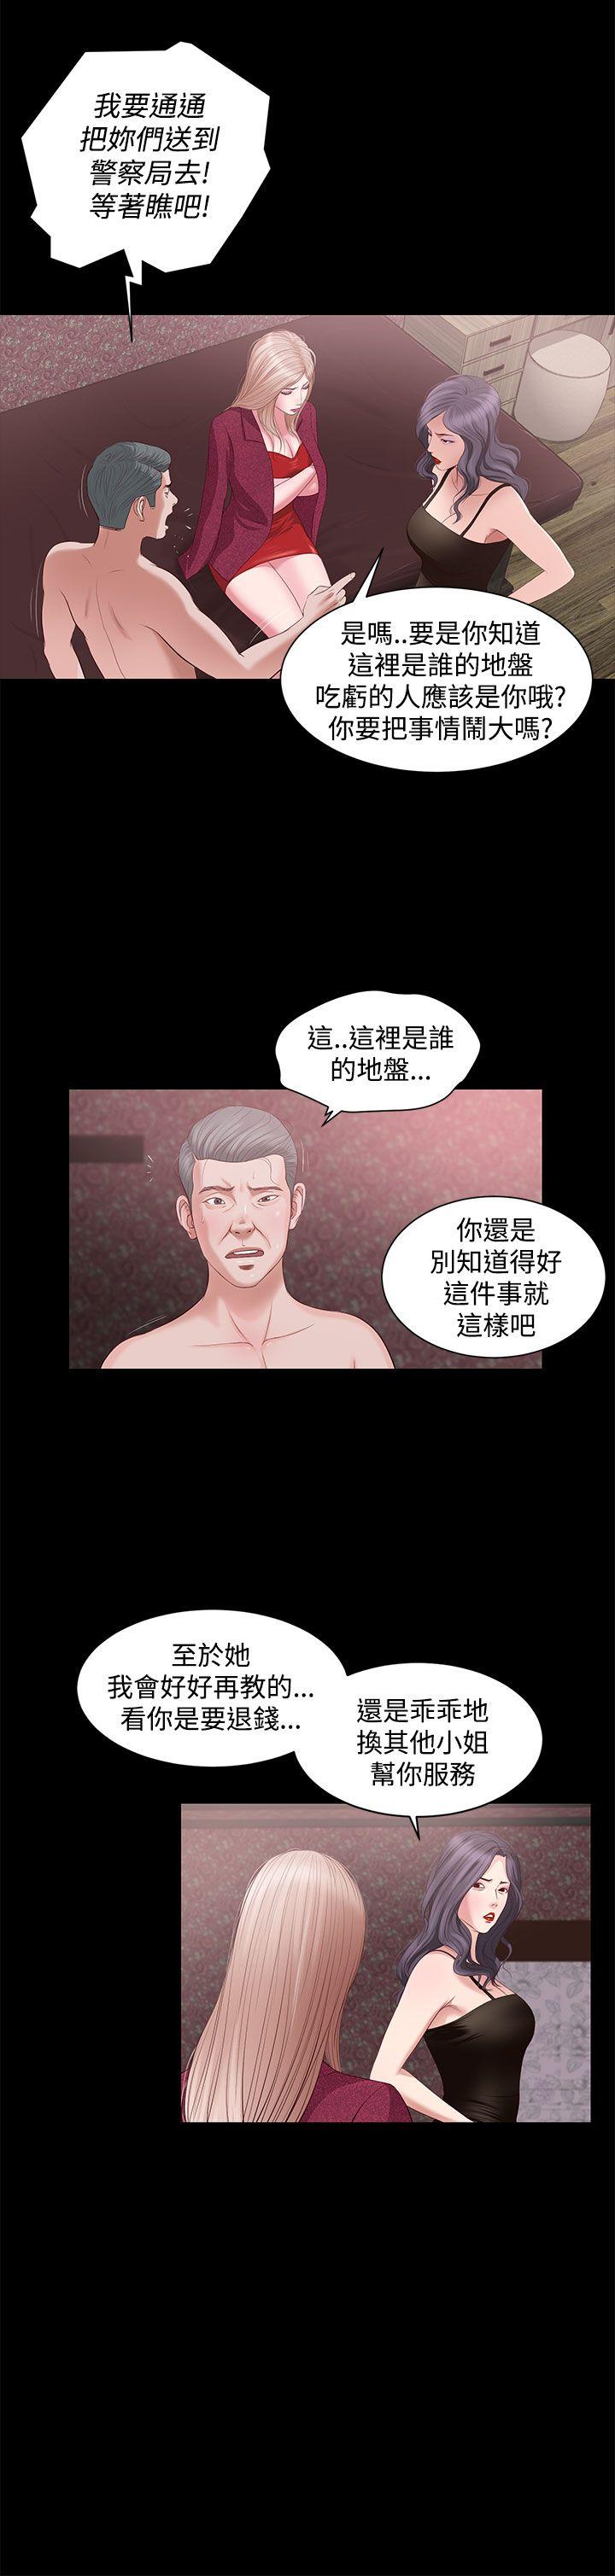 我要通通
把妳們送到
警察局去!
等著瞧吧!
是嗎..要是你知道
這裡是誰的地盤
吃虧的人應該是你哦?
你要把事情鬧大嗎?
這..這裡是誰
的地盤...
你還是
別知道得好
這件事就
這樣吧
至於她
我會好好再教的...
看你是要退錢...
還是乖乖地
換其他小姐
幫你服務